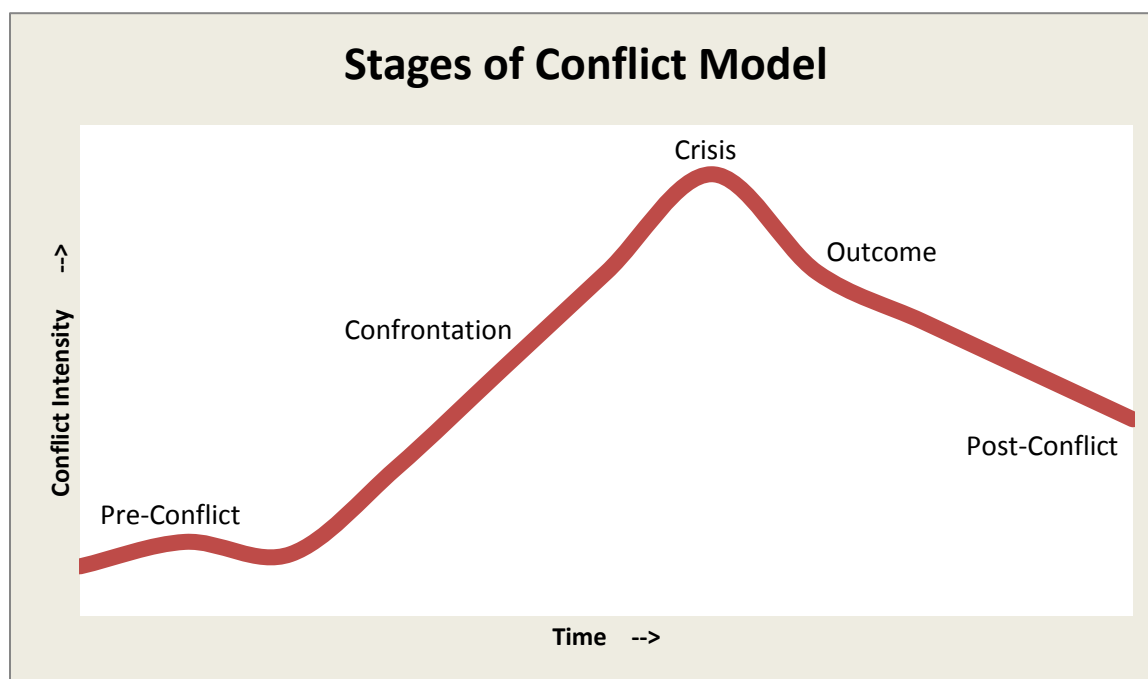 Stages of Conflict Model
Crisis
Outcome
Confrontation
Post-Conflict
Pre-Conflict
Conflict Intensity -->
Time -->